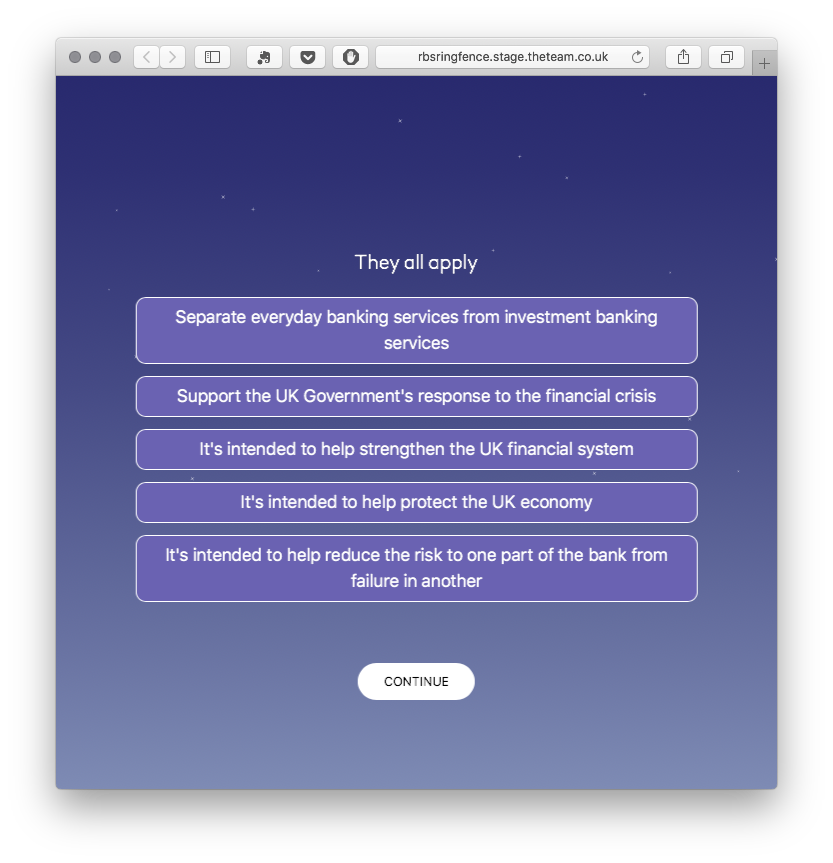 rbsringfence.stage.theteam.co.uk
They all apply
Separate everyday banking services from investment banking
services
Support the UK Government's response to the financial crisis
It's intended to help strengthen the UK financial system
It's intended to help protect the UK economy
It's intended to help reduce the risk to one part of the bank from
failure in another
CONTINUE